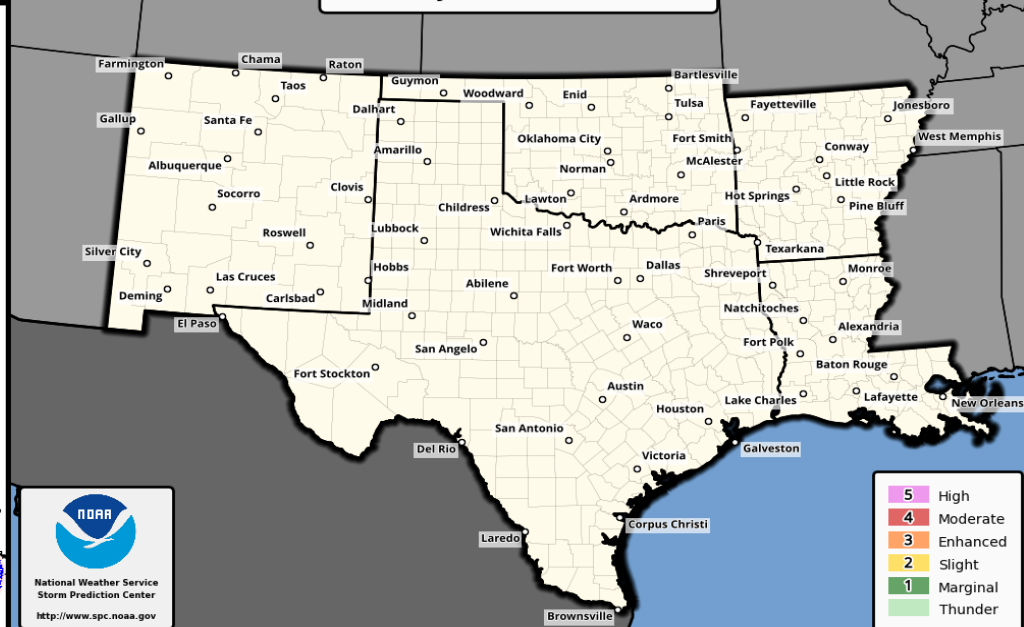 Farmington
Chama
Raton
Taos
Guymon
Woodward
Enid
Bartlesville
Dalhart
Tulsa
Fayetteville
Jonesboro
Gallup
Santa Fe
Oklahoma City
Fort Smith
West Memphis
Amarillo
Conway
Albuquerque
Norman
McAlester
Little Rock
Socorro
Clovis
Childress
Lawton
Ardmore
Hot Springs
Pine Bluff
Roswell
Lubbock
Wichita Falls
Paris
Texarkana
Silver City
Hobbs
Fort Worth
Dallas
Shreveport
Monroe
Las Cruces
Deming
Carlsbad
Abilene
Midland
Natchitoches
El Paso
Waco
Alexandria
San Angelo
Fort Polk
Fort Stockton
Baton Rouge
Austin
Lake Charles
Lafayette
New Orleans
Houston
San Antonio
Del Rio
Galveston
Victoria
Corpus Christi
Laredo
Brownsville
NOAA
National Weather Service
Storm Prediction Center
http://www.spc.noaa.gov
5 High
4 Moderate
3 Enhanced
2 Slight
1 Marginal
Thunder